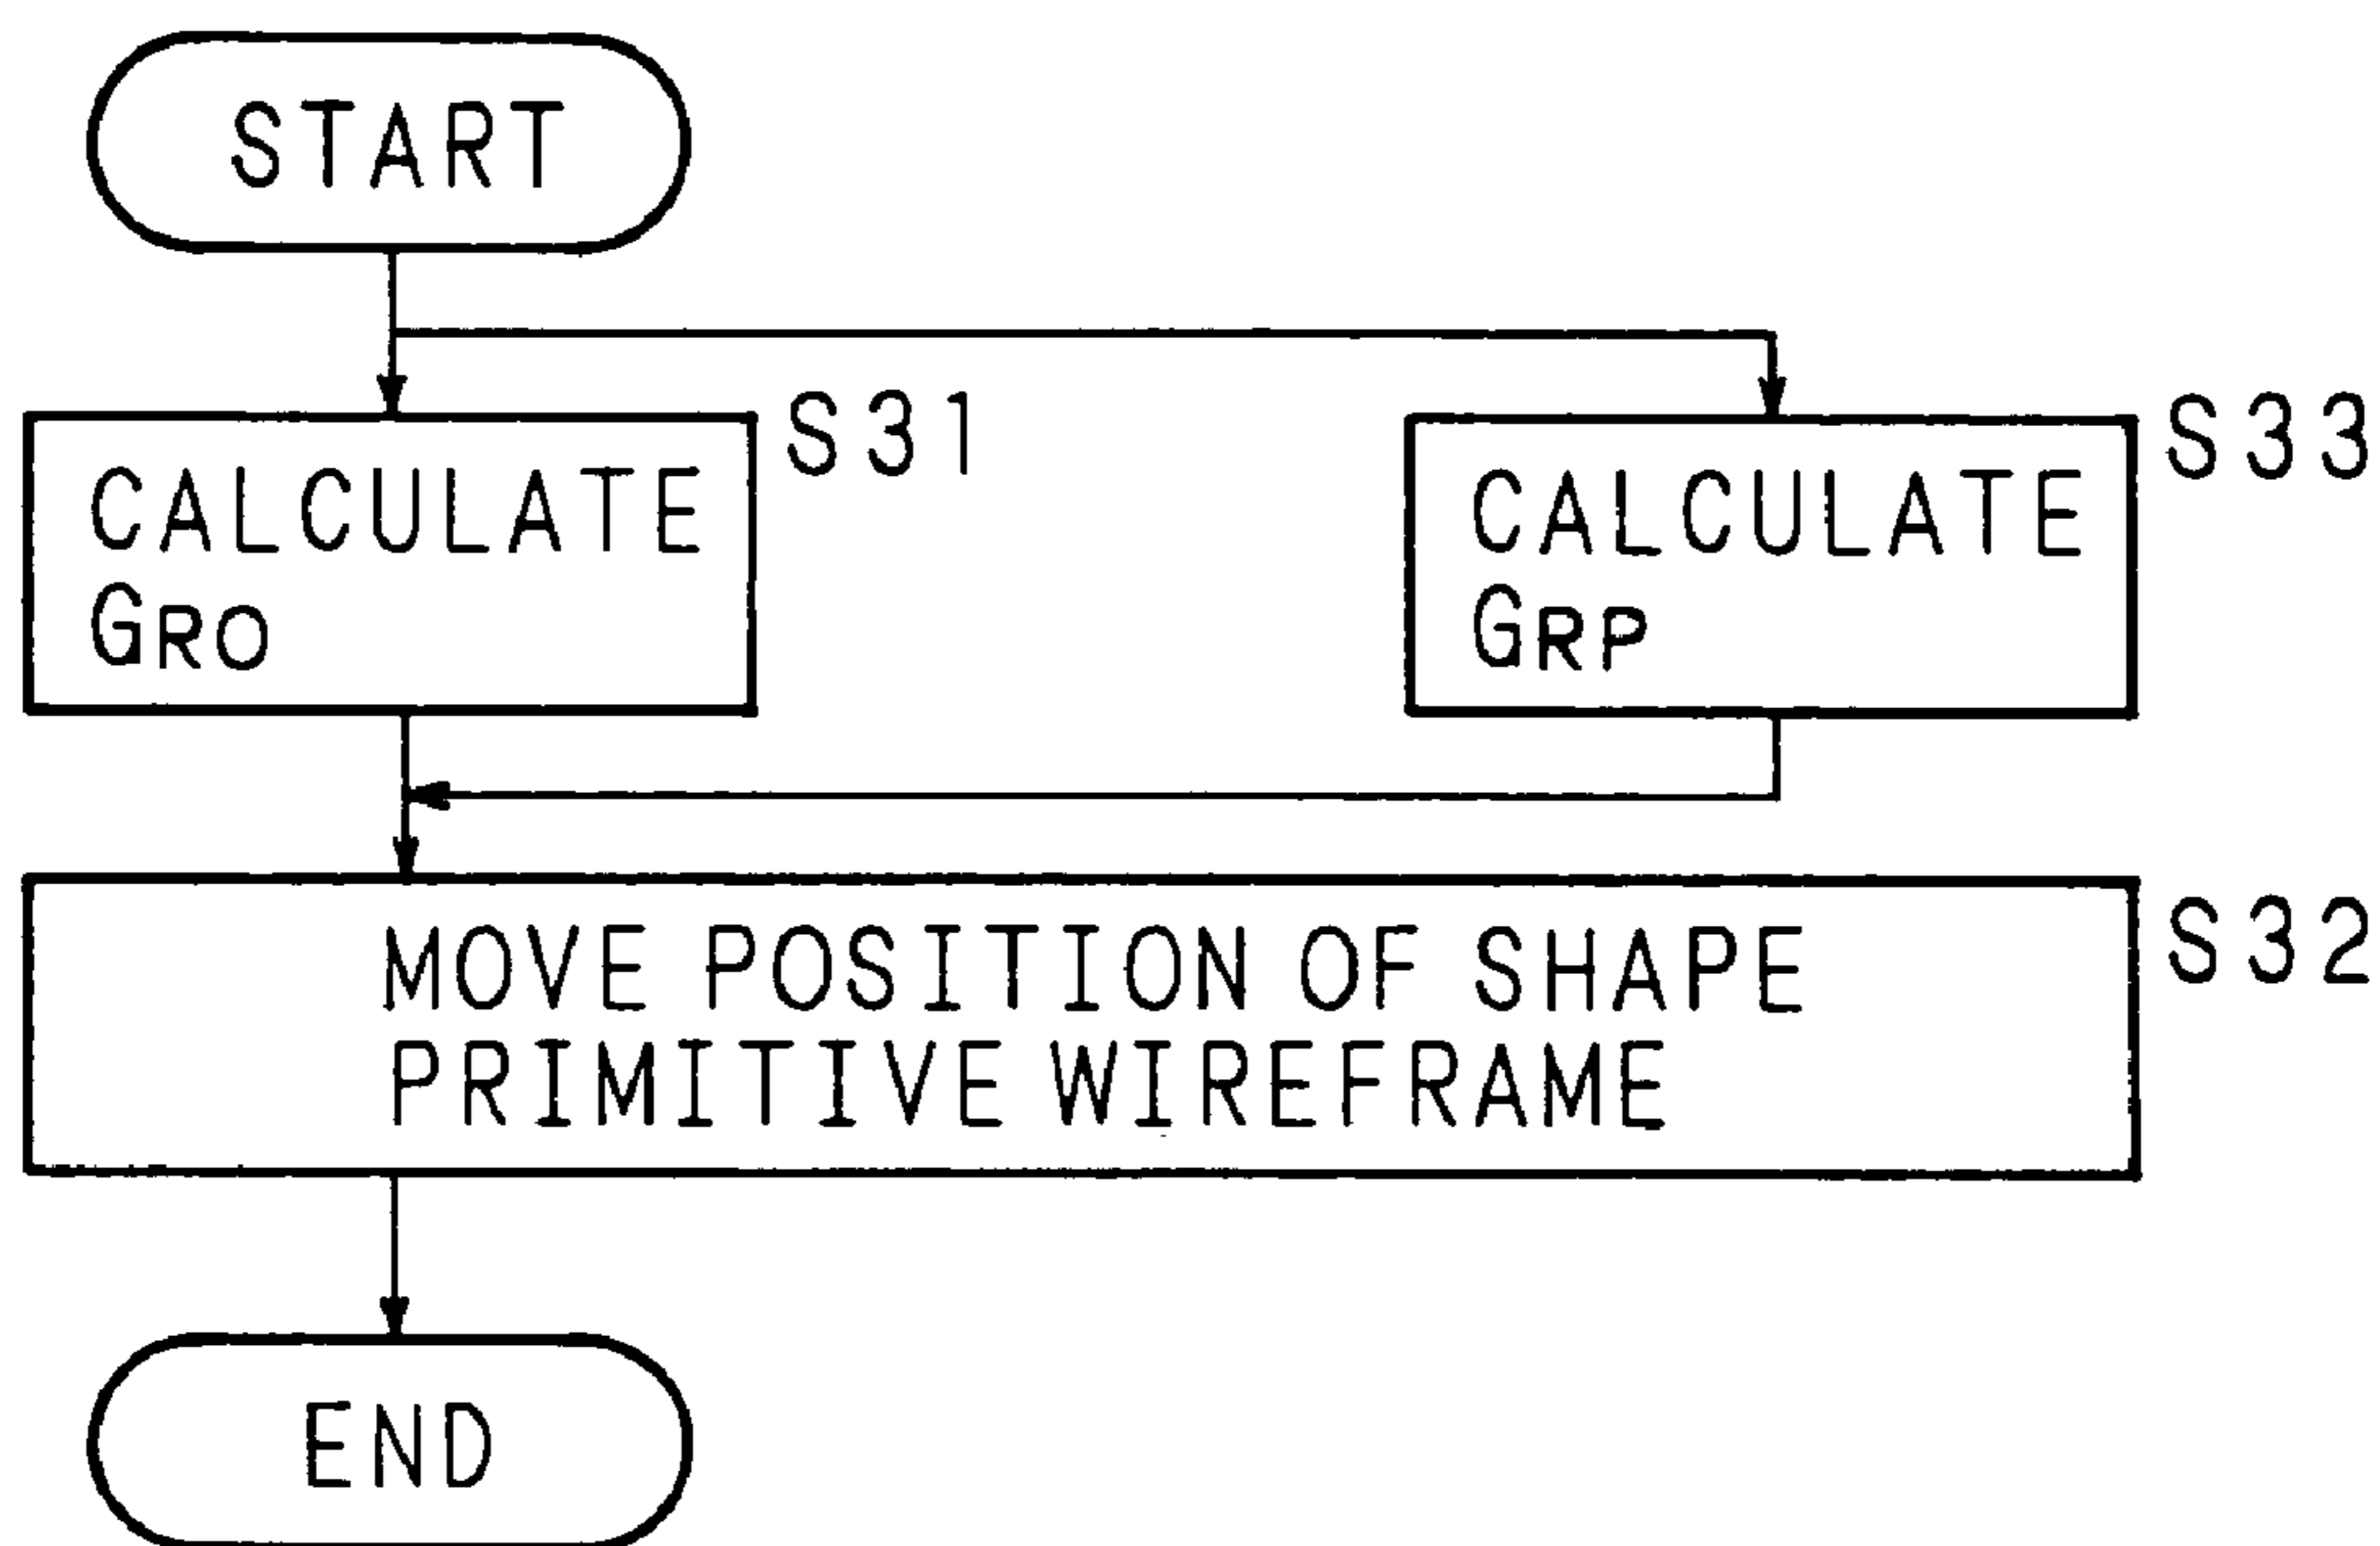 START
S31
CALCULATE
GRO
S33
CALCULATE
GRP
S32
MOVE POSITION OF SHAPE
PRIMITIVE WIREFRAME
END